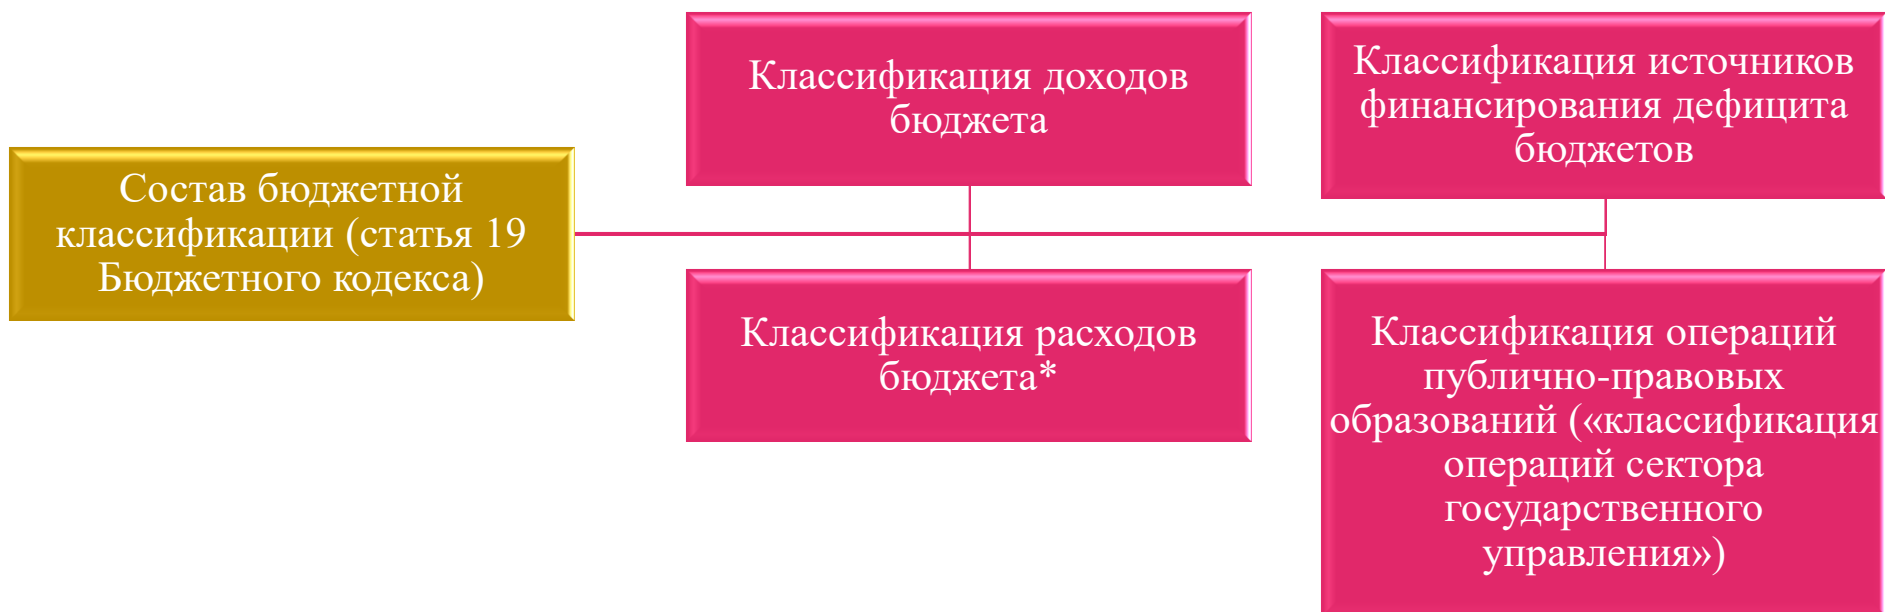 Состав бюджетной
классификации (статья 19
Бюджетного кодекса)
Классификация доходов
бюджета
Классификация источников
финансирования дефицита
бюджетов
Классификация расходов
бюджета*
Классификация операций
публично-правовых
образований («классификация
операций сектора
государственного
управления»)